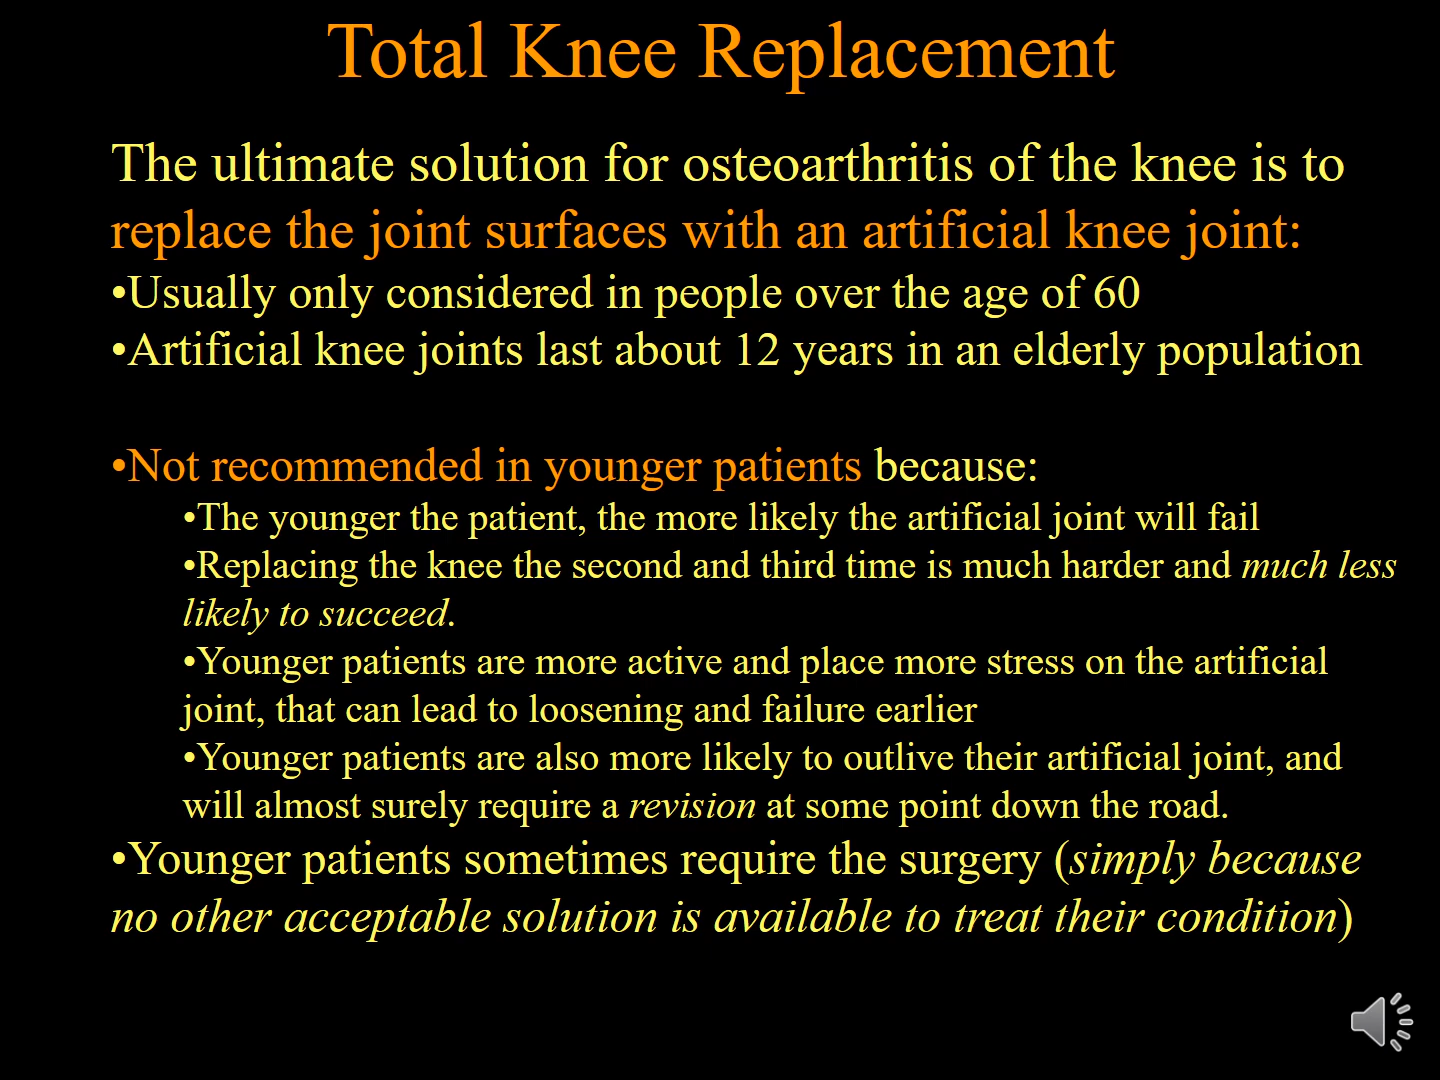 Total Knee Replacement
The ultimate solution for osteoarthritis of the knee is to
replace the joint surfaces with an artificial knee joint:
•Usually only considered in people over the age of 60
•Artificial knee joints last about 12 years in an elderly population
•Not recommended in younger patients because:
•The younger the patient, the more likely the artificial joint will fail
•Replacing the knee the second and third time is much harder and much less
likely to succeed.
•Younger patients are more active and place more stress on the artificial
joint, that can lead to loosening and failure earlier
•Younger patients are also more likely to outlive their artificial joint, and
will almost surely require a revision at some point down the road.
•Younger patients sometimes require the surgery (simply because
no other acceptable solution is available to treat their condition)